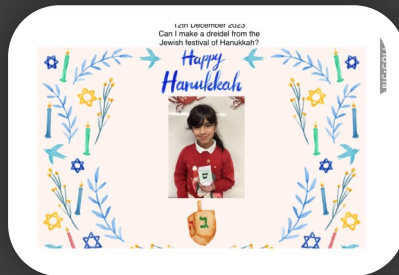 12th December 2023
Can I make a dreidel from the
Jewish festival of Hanukkah?
Happy
Hanukkah